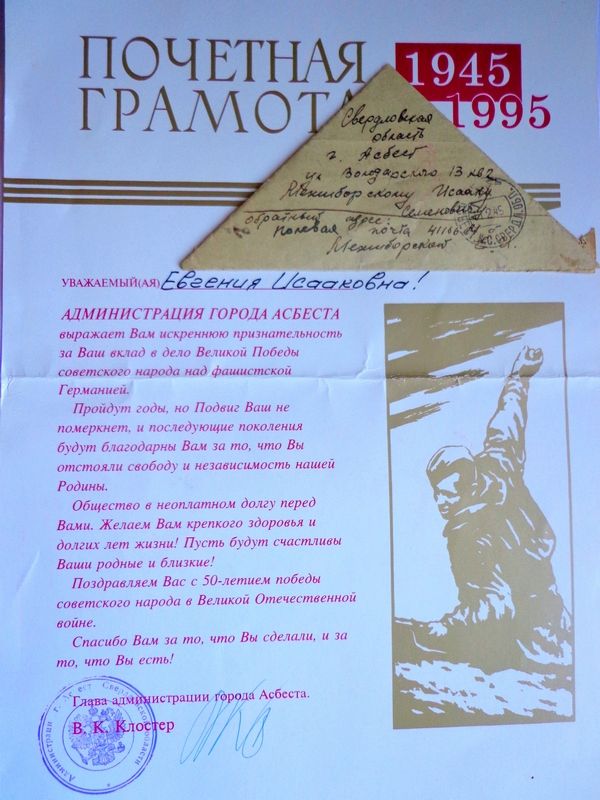 ПОЧЕТНАЯ
ГРАМОТА
1945
1995
Свердловская
область
г. Асбест
ул Володарского 13 кв 2
Межиборскому Исааку
Семеновичу
Обратный адрес:
полевая почта
Межиборской
УВАЖАЕМЫЙ(АЯ) Евгения Исааковна!
АДМИНИСТРАЦИЯ ГОРОДА АСБЕСТА
выражает Вам искреннюю признательность
за Ваш вклад в дело Великой Победы
советского народа над фашистской
Германией.
Пройдут годы, но Подвиг Ваш не
померкнет, и последующие поколения
будут благодарны Вам за то, что Вы
отстояли свободу и независимость нашей
Родины.
Общество в неоплатном долгу перед
Вами. Желаем Вам крепкого здоровья и
долгих лет жизни! Пусть будут счастливы
Ваши родные и близкие!
Поздравляем Вас с 50-летием победы
советского народа в Великой Отечественной
войне.
Спасибо Вам за то, что Вы сделали, и за
то, что Вы есть!
Глава администрации города Асбеста.
В. К. Клостер
Администрация г. Асбест Свердловской области